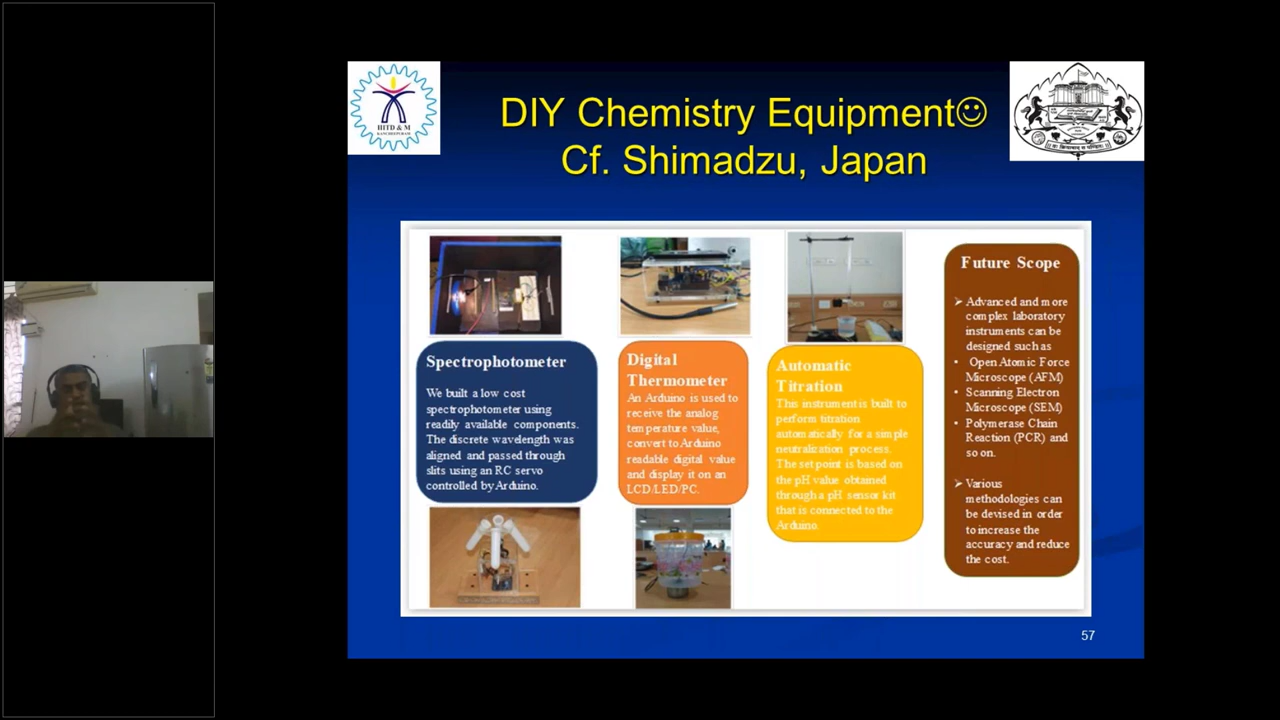 IIITD & M
KANCHEEPURAM
DIY Chemistry Equipment☺
Cf. Shimadzu, Japan
Spectrophotometer
We built a low cost
spectrophotometer using
readily available components.
The discrete wavelength was
aligned and passed through
slits using an RC servo
controlled by Arduino.
Digital
Thermometer
An Arduino is used to
receive the analog
temperature value,
convert to Arduino
readable digital value
and display it on an
LCD/LED/PC.
Automatic
Titration
This instrument is built to
perform titration
automatically for a simple
neutralization process.
The set point is based on
the pH value obtained
through a pH sensor kit
that is connected to the
Arduino.
Future Scope
➢ Advanced and more
complex laboratory
instruments can be
designed such as
• Open Atomic Force
Microscope (AFM)
• Scanning Electron
Microscope (SEM)
• Polymerase Chain
Reaction (PCR) and
so on.
➢ Various
methodologies can
be devised in order
to increase the
accuracy and reduce
the cost.
57